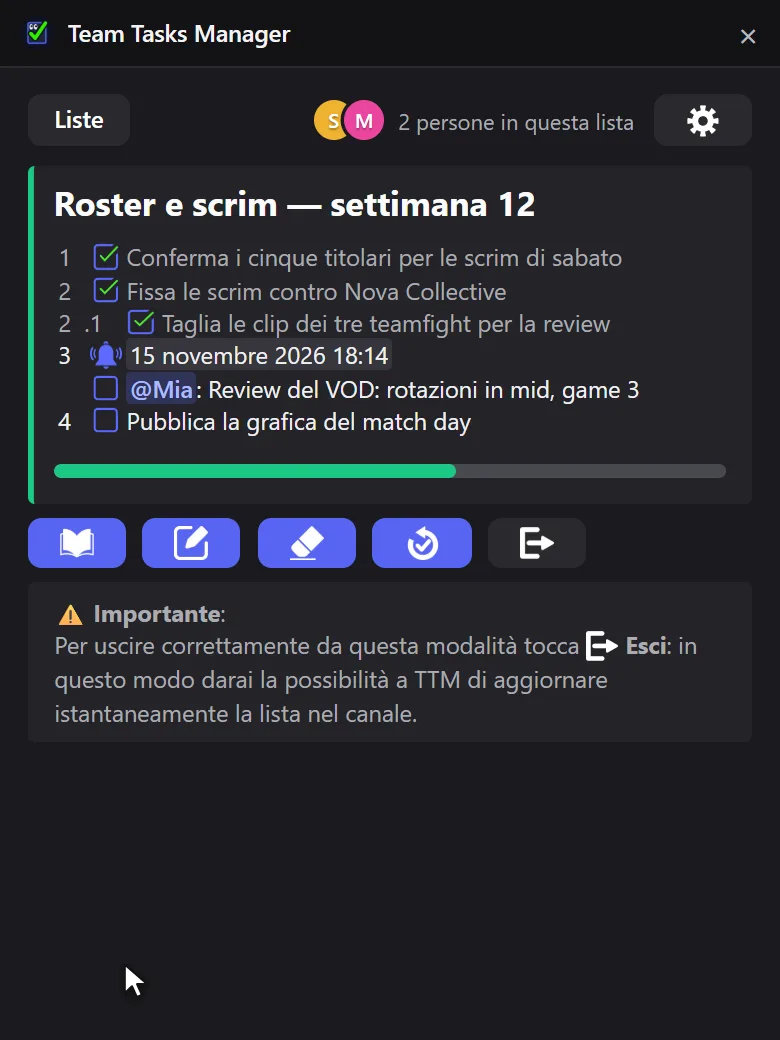 Team Tasks Manager
Liste
S M 2 persone in questa lista
Roster e scrim — settimana 12
1 Conferma i cinque titolari per le scrim di sabato
2 Fissa le scrim contro Nova Collective
2 .1 Taglia le clip dei tre teamfight per la review
3 15 novembre 2026 18:14
@Mia: Review del VOD: rotazioni in mid, game 3
4 Pubblica la grafica del match day
Importante:
Per uscire correttamente da questa modalità tocca Esci: in
questo modo darai la possibilità a TTM di aggiornare
istantaneamente la lista nel canale.